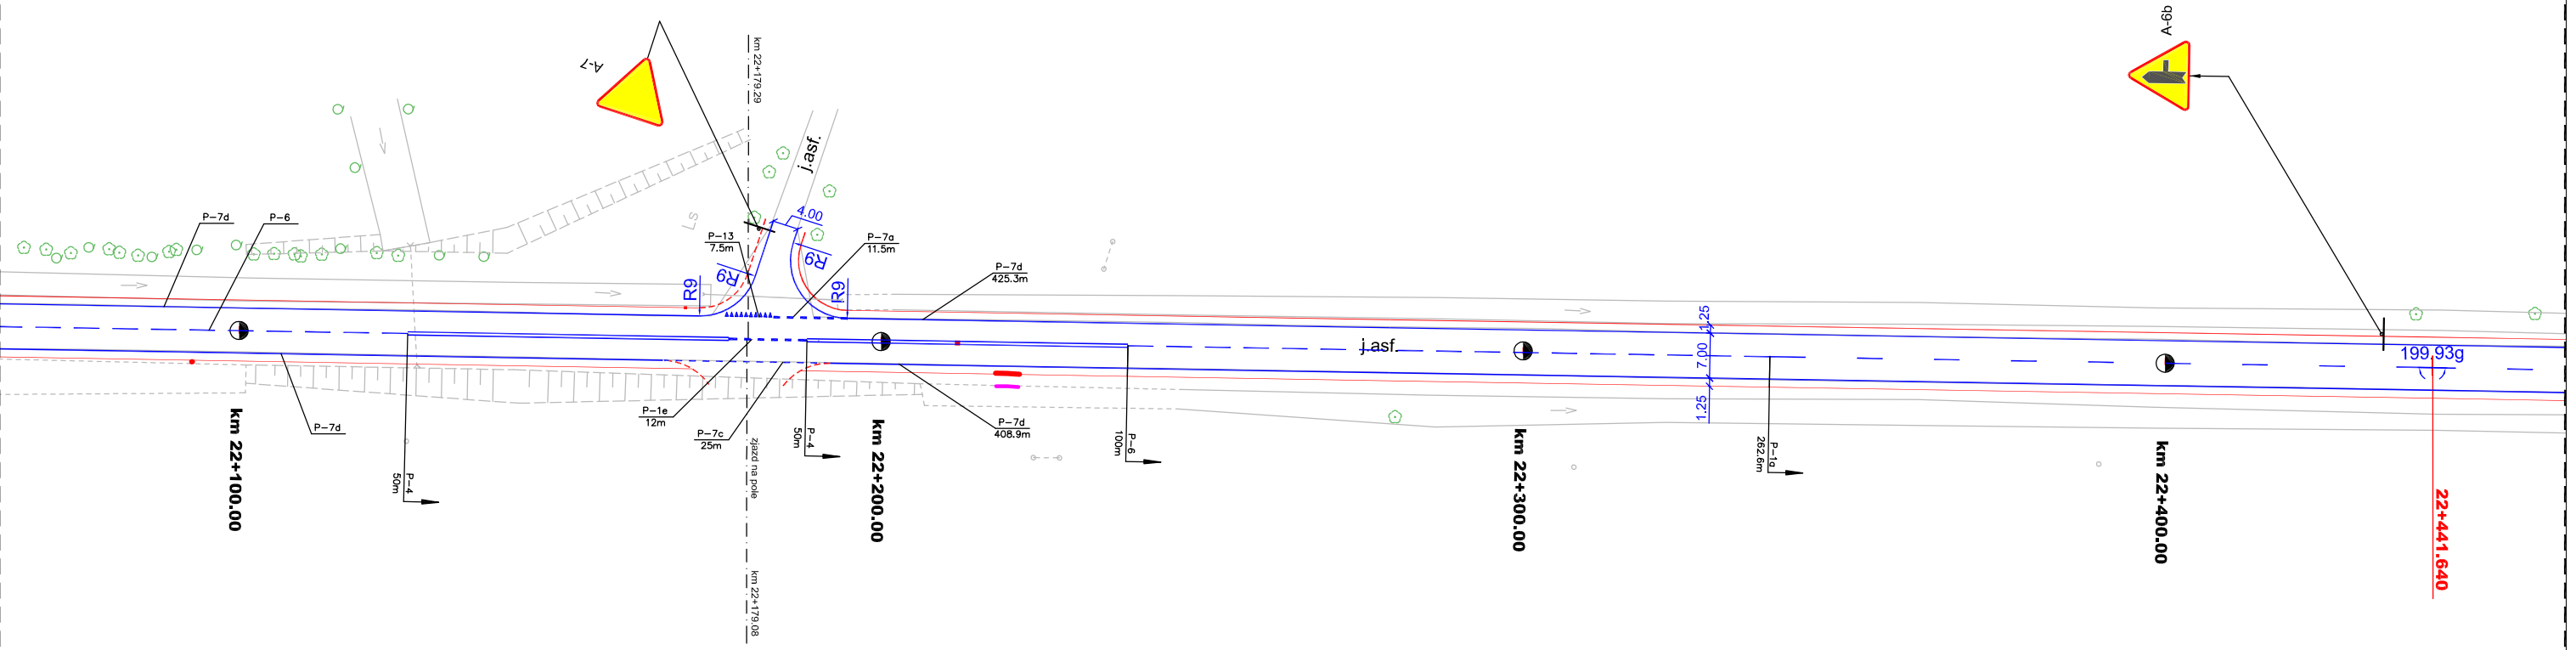 A-7
km 22+179.29
A-6b
j.asf.
L-S
4.00
P-7d
P-6
P-13
7.5m
P-7a
11.5m
R9
R9
R9
R9
P-7d
425.3m
1.25
7.00
1.25
j.asf.
199.93g
P-7d
P-1e
12m
P-7c
25m
P-4
50m
P-7d
408.9m
P-6
100m
P-1a
262.6m
P-4
50m
zjazd na pole
km 22+100.00
km 22+200.00
km 22+300.00
km 22+400.00
22+441.640
km 22+179.08